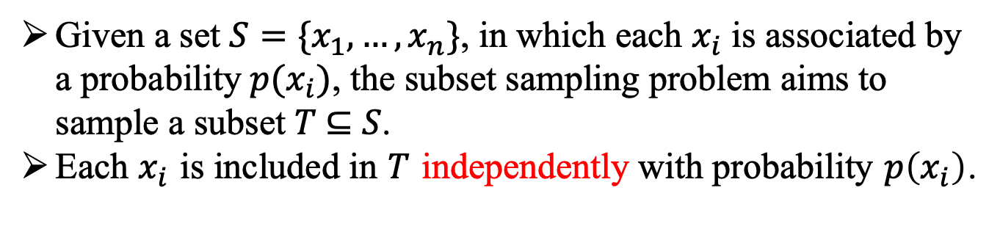 ➢ Given a set 𝑆 = {𝑥₁, … , 𝑥ₙ}, in which each 𝑥ᵢ is associated by
a probability 𝑝(𝑥ᵢ), the subset sampling problem aims to
sample a subset 𝑇 ⊆ 𝑆.
➢ Each 𝑥ᵢ is included in 𝑇 independently with probability 𝑝(𝑥ᵢ).